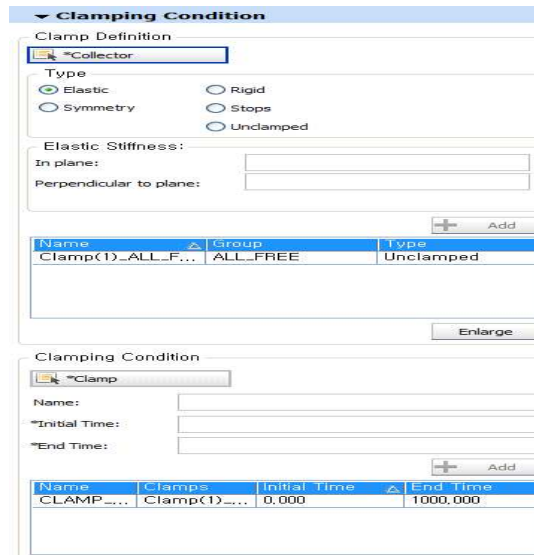 Clamping Condition
Clamp Definition
*Collector
Type
Elastic Rigid
Symmetry Stops
Unclamped
Elastic Stiffness:
In plane:
Perpendicular to plane:
Add
Name Group Type
Clamp(1)_ALL_F... ALL_FREE Unclamped
Enlarge
Clamping Condition
*Clamp
Name:
*Initial Time:
*End Time:
Add
Name Clamps Initial Time End Time
CLAMP_... Clamp(1)_... 0,000 1000,000